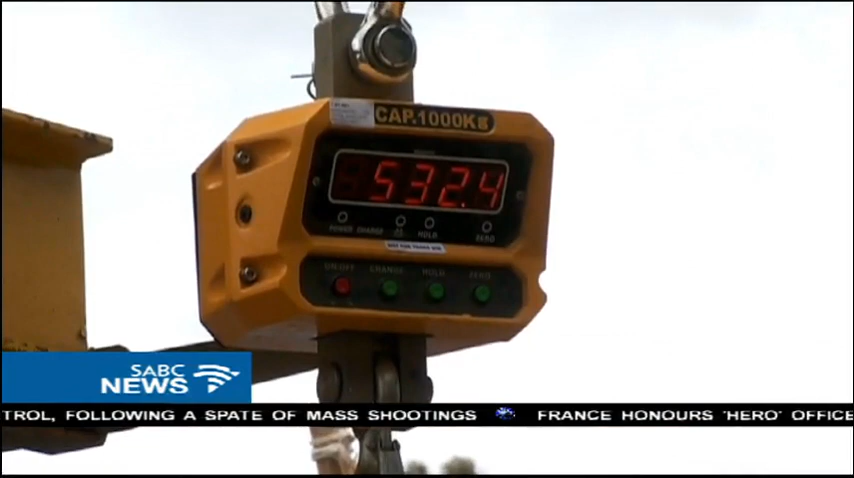 CAP.1000Kg
532.4
POWER CHARGE HOLD ZERO
ON/OFF CHANGE HOLD ZERO
SABC
NEWS
TROL, FOLLOWING A SPATE OF MASS SHOOTINGS FRANCE HONOURS 'HERO' OFFICE